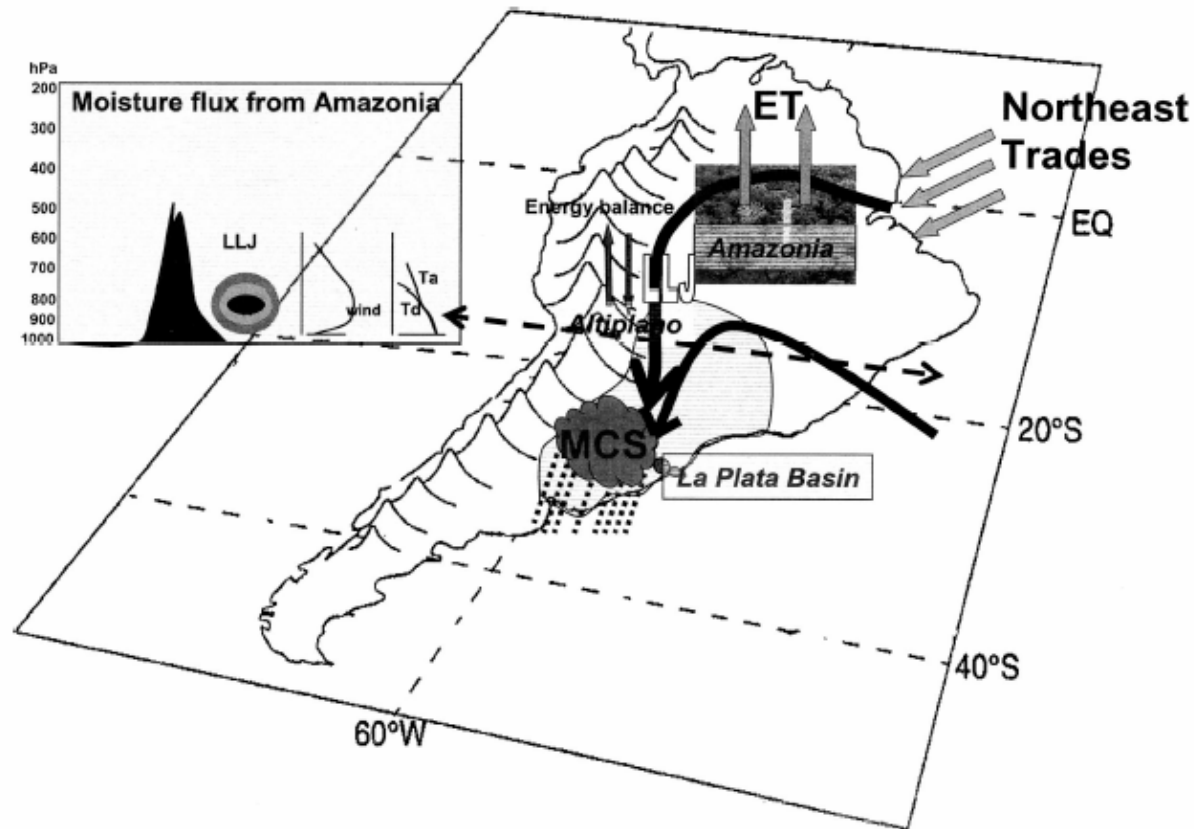 hPa
200
300
400
500
600
700
800
900
1000
Moisture flux from Amazonia
LLJ
wind
Ta
Td
ET
Northeast
Trades
Energy balance
Amazonia
EQ
LLJ
Altiplano
MCS
La Plata Basin
20°S
40°S
60°W